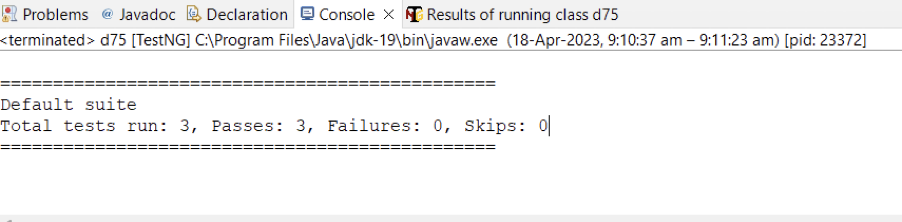 Problems @ Javadoc Declaration Console Results of running class d75
<terminated> d75 [TestNG] C:\Program Files\Java\jdk-19\bin\javaw.exe (18-Apr-2023, 9:10:37 am – 9:11:23 am) [pid: 23372]
===============================================
Default suite
Total tests run: 3, Passes: 3, Failures: 0, Skips: 0
===============================================